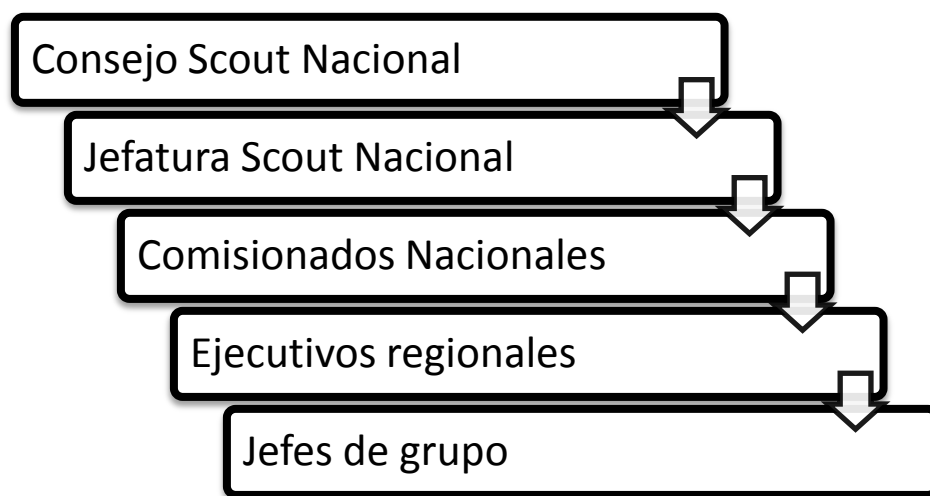 Consejo Scout Nacional
Jefatura Scout Nacional
Comisionados Nacionales
Ejecutivos regionales
Jefes de grupo